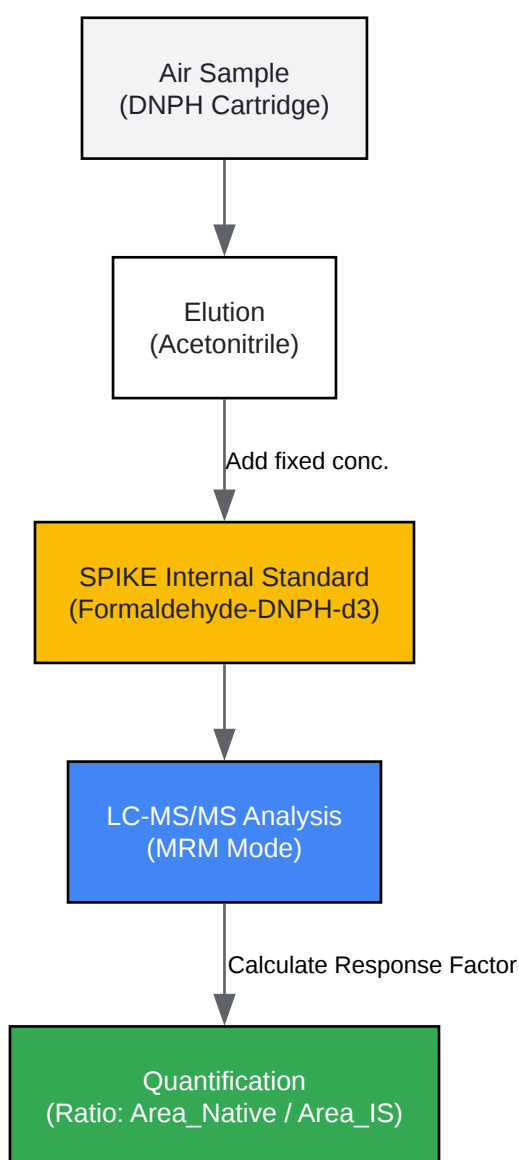 Air Sample
(DNPH Cartridge)
Elution
(Acetonitrile)
Add fixed conc.
SPIKE Internal Standard
(Formaldehyde-DNPH-d3)
LC-MS/MS Analysis
(MRM Mode)
Calculate Response Factor
Quantification
(Ratio: Area_Native / Area_IS)